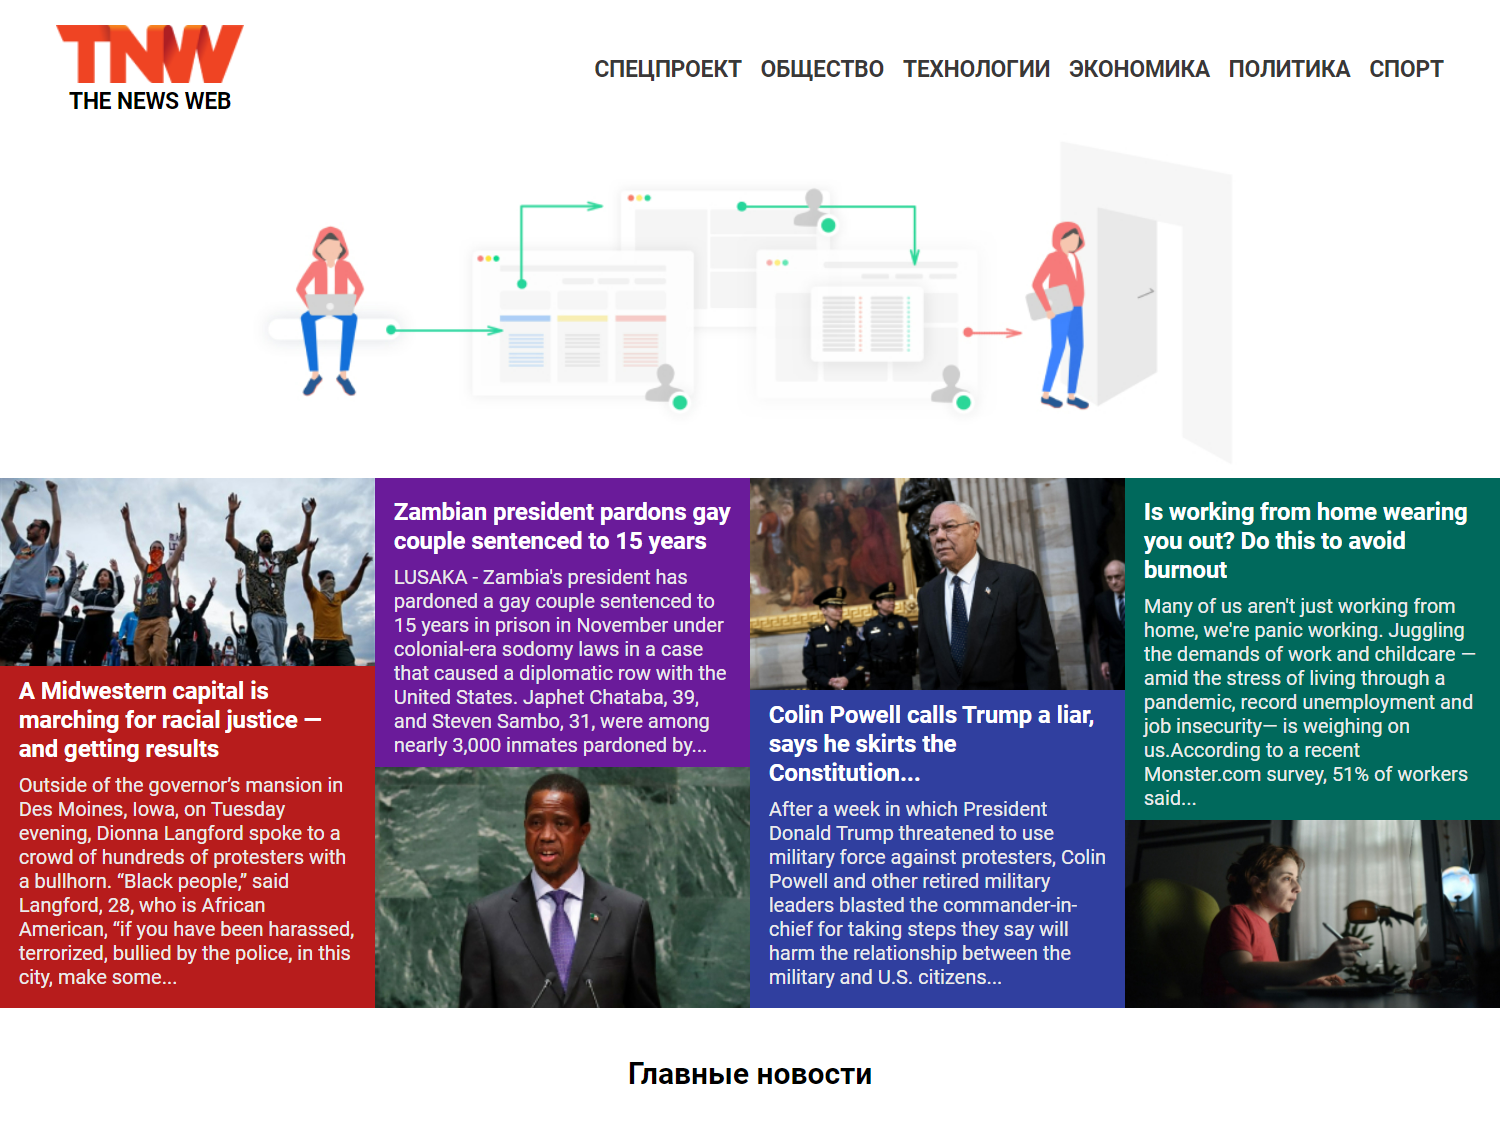 TNW
THE NEWS WEB
СПЕЦПРОЕКТ ОБЩЕСТВО ТЕХНОЛОГИИ ЭКОНОМИКА ПОЛИТИКА СПОРТ
A Midwestern capital is
marching for racial justice —
and getting results
Outside of the governor’s mansion in
Des Moines, Iowa, on Tuesday
evening, Dionna Langford spoke to a
crowd of hundreds of protesters with
a bullhorn. “Black people,” said
Langford, 28, who is African
American, “if you have been harassed,
terrorized, bullied by the police, in this
city, make some...
Zambian president pardons gay
couple sentenced to 15 years
LUSAKA - Zambia's president has
pardoned a gay couple sentenced to
15 years in prison in November under
colonial-era sodomy laws in a case
that caused a diplomatic row with the
United States. Japhet Chataba, 39,
and Steven Sambo, 31, were among
nearly 3,000 inmates pardoned by...
Colin Powell calls Trump a liar,
says he skirts the
Constitution...
After a week in which President
Donald Trump threatened to use
military force against protesters, Colin
Powell and other retired military
leaders blasted the commander-in-
chief for taking steps they say will
harm the relationship between the
military and U.S. citizens...
Is working from home wearing
you out? Do this to avoid
burnout
Many of us aren't just working from
home, we're panic working. Juggling
the demands of work and childcare —
amid the stress of living through a
pandemic, record unemployment and
job insecurity— is weighing on
us.According to a recent
Monster.com survey, 51% of workers
said...
Главные новости